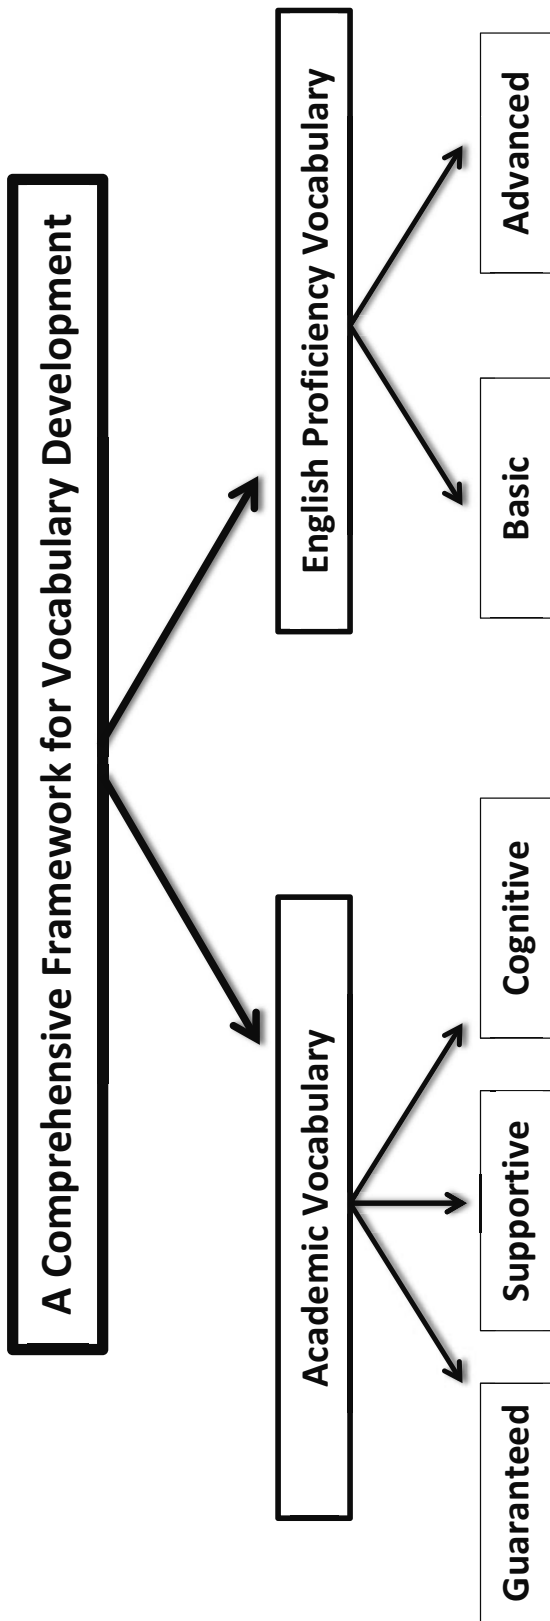 A Comprehensive Framework for Vocabulary Development
Academic Vocabulary
English Proficiency Vocabulary
Guaranteed
Supportive
Cognitive
Basic
Advanced